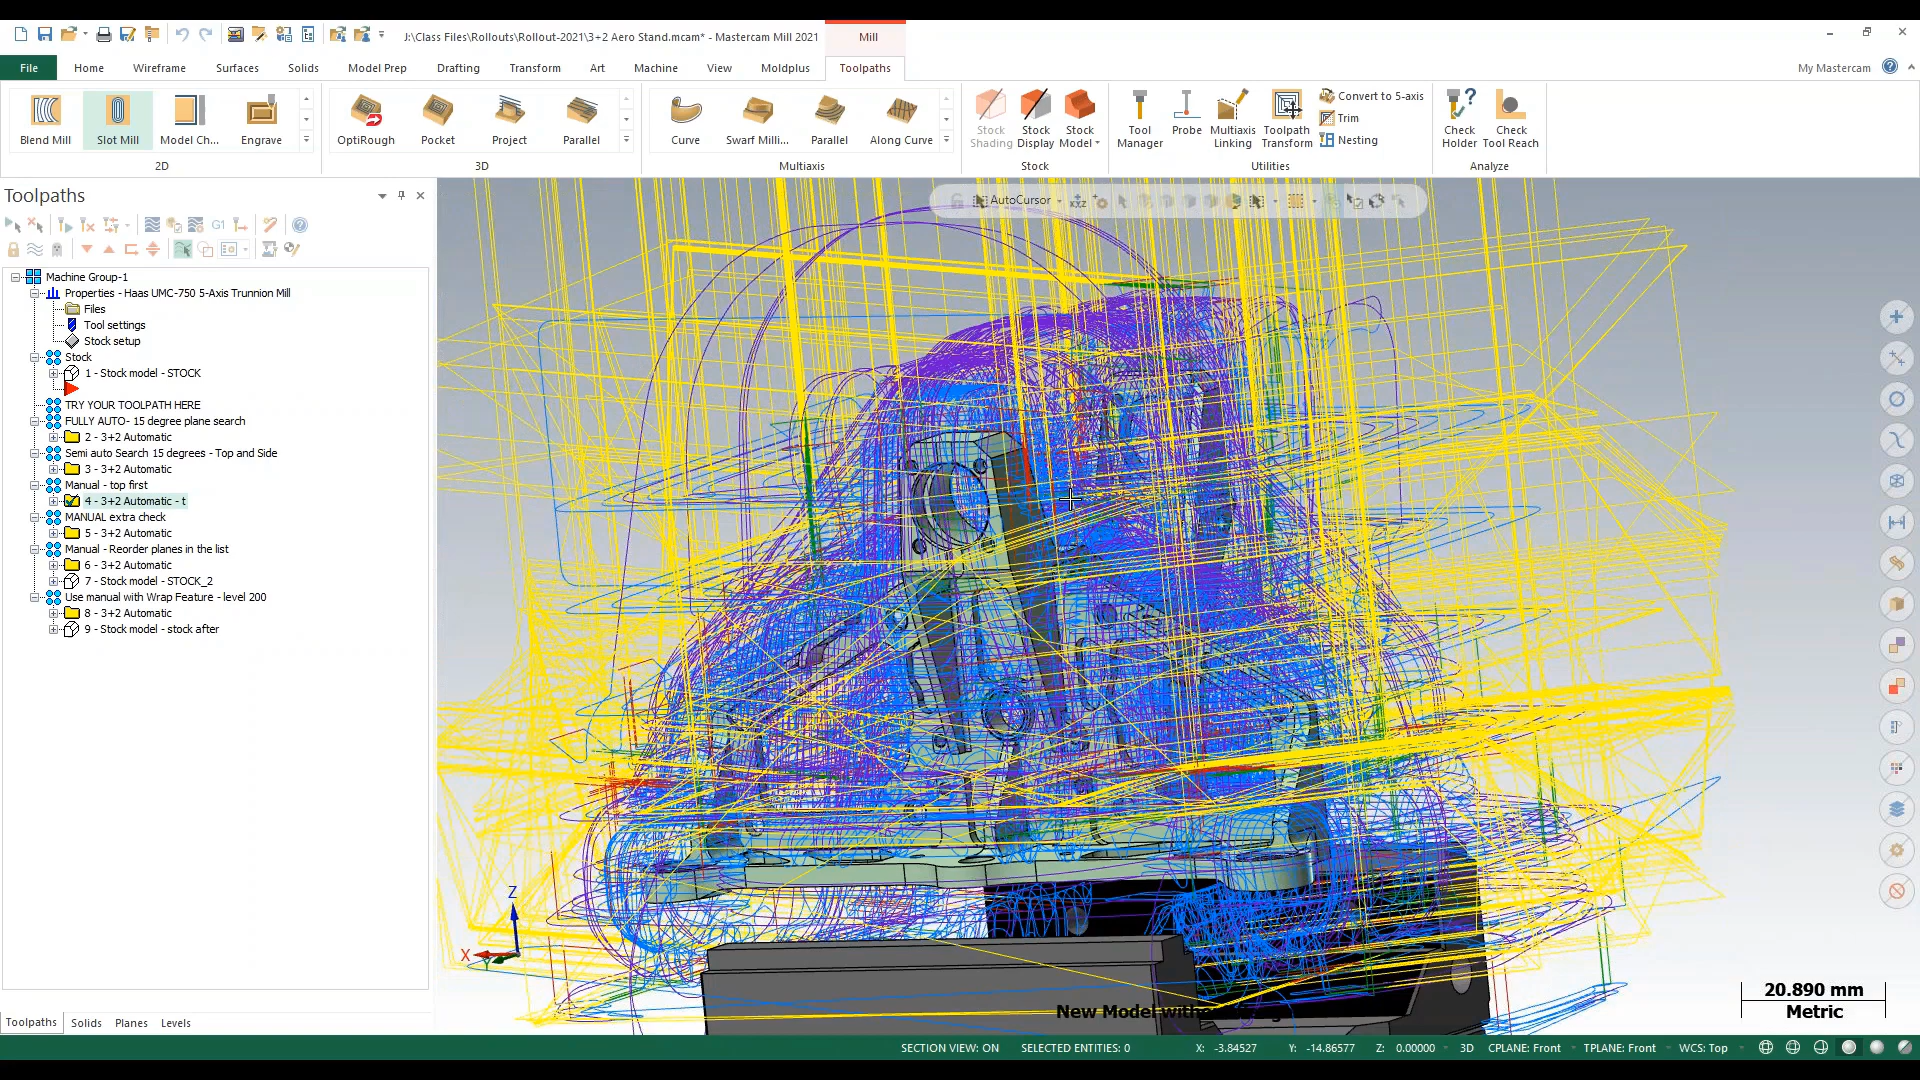 J:\Class Files\Rollouts\Rollout-2021\3+2 Aero Stand.mcam* - Mastercam Mill 2021
Mill
File
Home
Wireframe
Surfaces
Solids
Model Prep
Drafting
Transform
Art
Machine
View
Moldplus
Toolpaths
My Mastercam
Blend Mill
Slot Mill
Model Ch...
Engrave
2D
OptiRough
Pocket
Project
Parallel
3D
Curve
Swarf Milli...
Parallel
Along Curve
Multiaxis
Stock Shading
Stock Display
Stock Model
Stock
Tool Manager
Probe
Multiaxis Linking
Toolpath Transform
Convert to 5-axis
Trim
Nesting
Utilities
Check Holder
Check Tool Reach
Analyze
Toolpaths
AutoCursor
G1
Machine Group-1
Properties - Haas UMC-750 5-Axis Trunnion Mill
Files
Tool settings
Stock setup
Stock
1 - Stock model - STOCK
TRY YOUR TOOLPATH HERE
FULLY AUTO- 15 degree plane search
2 - 3+2 Automatic
Semi auto Search 15 degrees - Top and Side
3 - 3+2 Automatic
Manual - top first
4 - 3+2 Automatic - t
MANUAL extra check
5 - 3+2 Automatic
Manual - Reorder planes in the list
6 - 3+2 Automatic
7 - Stock model - STOCK_2
Use manual with Wrap Feature - level 200
8 - 3+2 Automatic
9 - Stock model - stock after
Z
X
New Model
20.890 mm
Metric
Toolpaths
Solids
Planes
Levels
SECTION VIEW: ON
SELECTED ENTITIES: 0
X: -3.84527
Y: -14.86577
Z: 0.00000
3D
CPLANE: Front
TPLANE: Front
WCS: Top